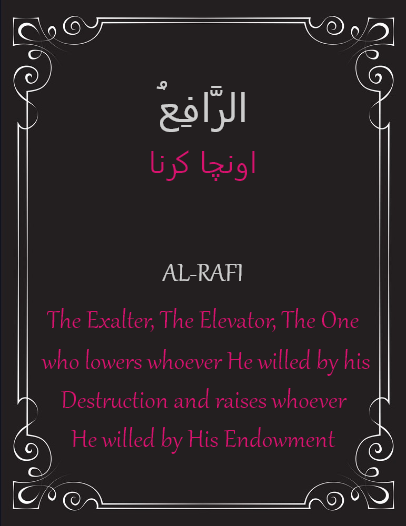 الرَّافِعُ
اونچا کرنا
AL-RAFI
The Exalter, The Elevator, The One
who lowers whoever He willed by his
Destruction and raises whoever
He willed by His Endowment